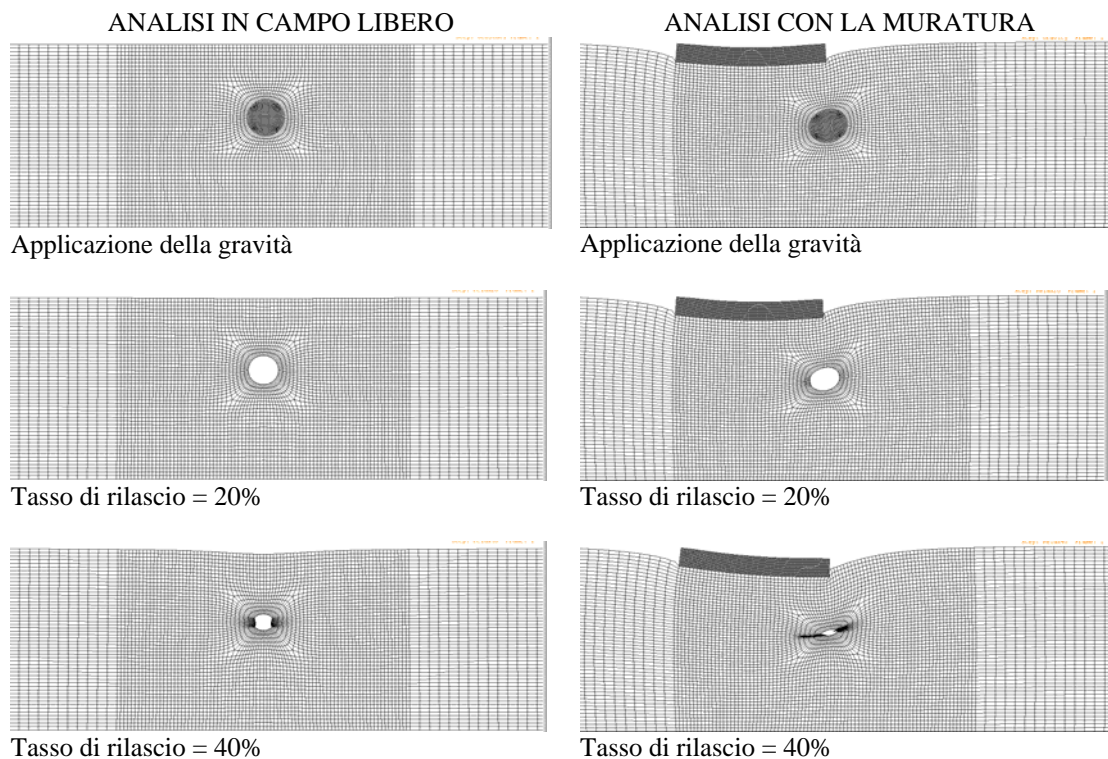 ANALISI IN CAMPO LIBERO
ANALISI CON LA MURATURA
Applicazione della gravità
Applicazione della gravità
Tasso di rilascio = 20%
Tasso di rilascio = 20%
Tasso di rilascio = 40%
Tasso di rilascio = 40%